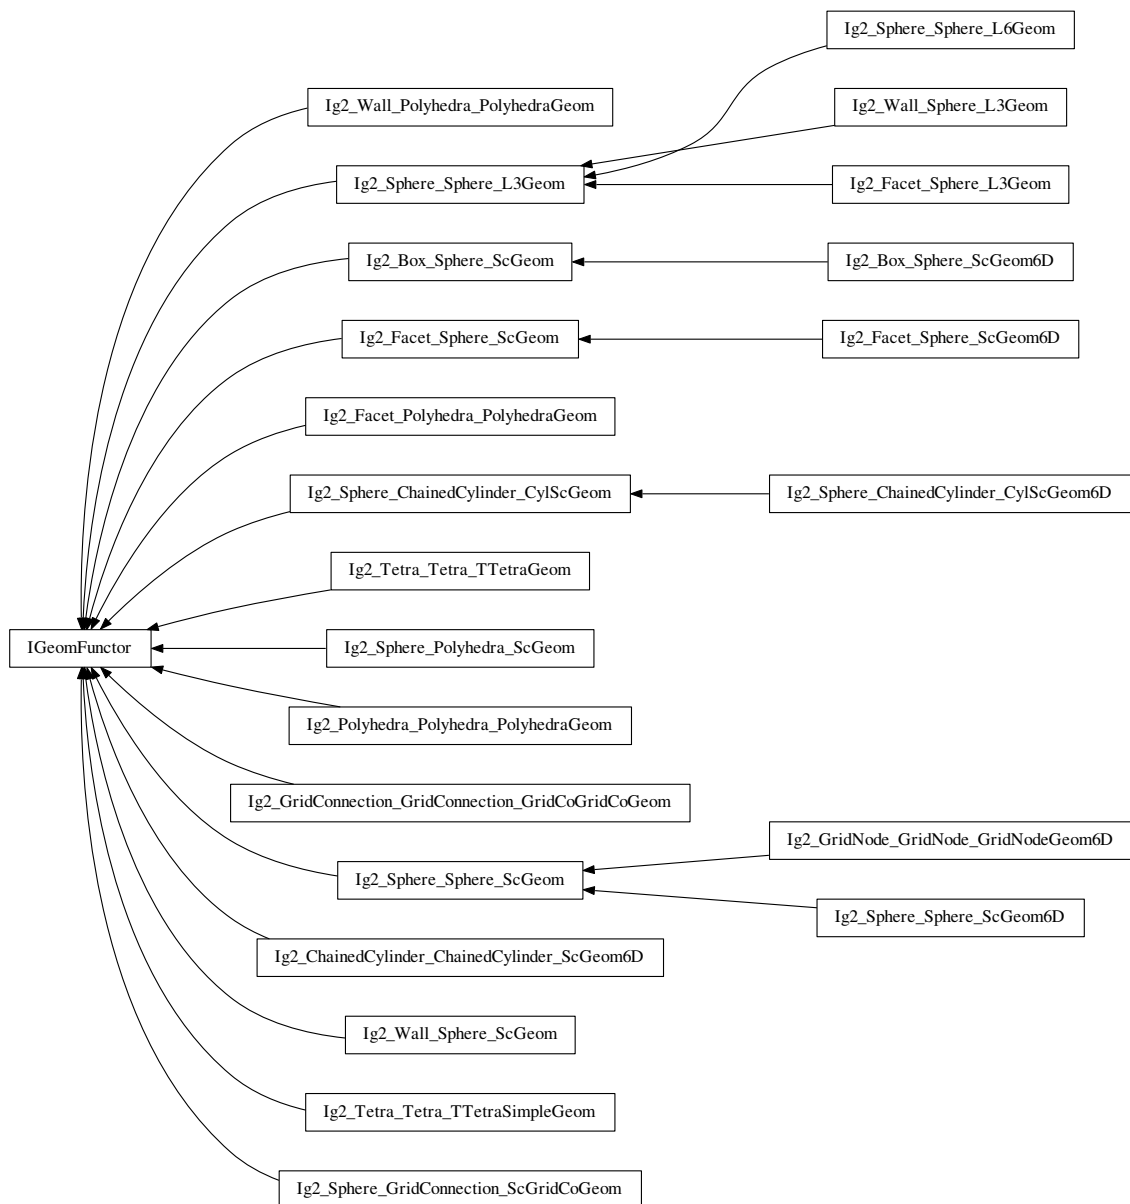 Ig2_Sphere_Sphere_L6Geom
Ig2_Wall_Polyhedra_PolyhedraGeom
Ig2_Wall_Sphere_L3Geom
Ig2_Sphere_Sphere_L3Geom
Ig2_Facet_Sphere_L3Geom
Ig2_Box_Sphere_ScGeom
Ig2_Box_Sphere_ScGeom6D
Ig2_Facet_Sphere_ScGeom
Ig2_Facet_Sphere_ScGeom6D
Ig2_Facet_Polyhedra_PolyhedraGeom
Ig2_Sphere_ChainedCylinder_CylScGeom
Ig2_Sphere_ChainedCylinder_CylScGeom6D
Ig2_Tetra_Tetra_TTetraGeom
IGeomFunctor
Ig2_Sphere_Polyhedra_ScGeom
Ig2_Polyhedra_Polyhedra_PolyhedraGeom
Ig2_GridConnection_GridConnection_GridCoGridCoGeom
Ig2_GridNode_GridNode_GridNodeGeom6D
Ig2_Sphere_Sphere_ScGeom
Ig2_Sphere_Sphere_ScGeom6D
Ig2_ChainedCylinder_ChainedCylinder_ScGeom6D
Ig2_Wall_Sphere_ScGeom
Ig2_Tetra_Tetra_TTetraSimpleGeom
Ig2_Sphere_GridConnection_ScGridCoGeom